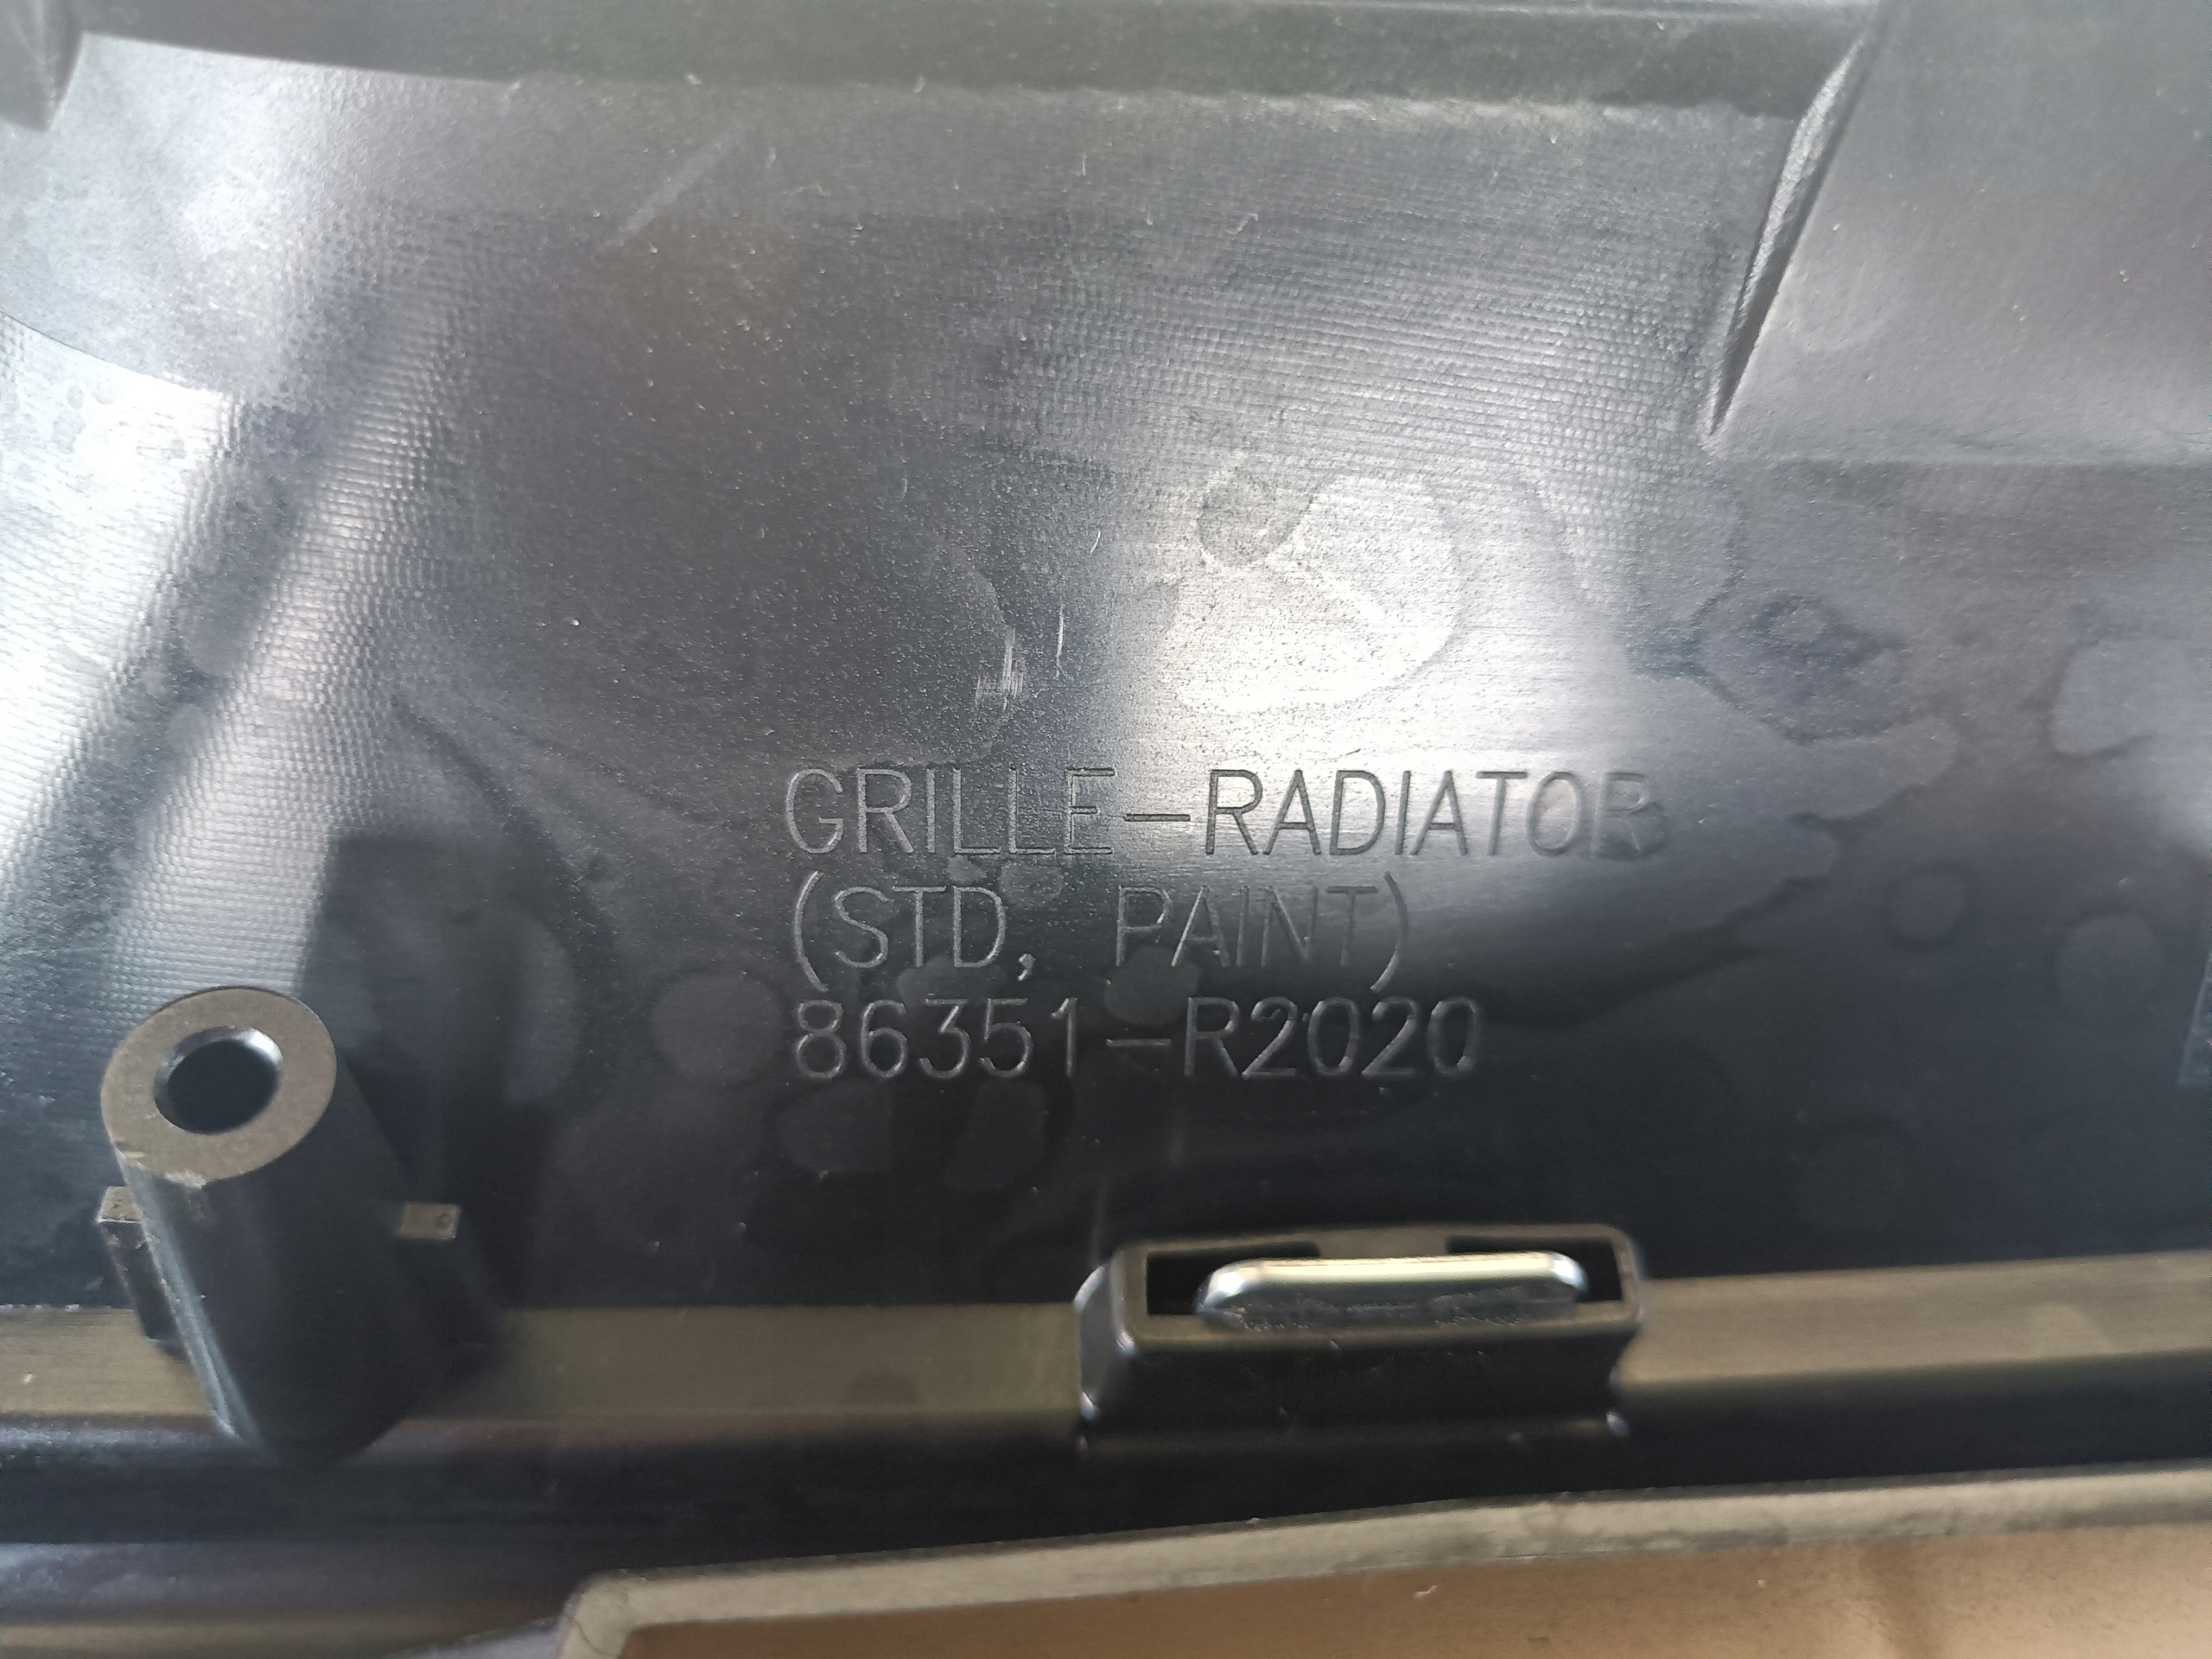 GRILLE-RADIATOR
(STD, PAINT)
86351-R2020